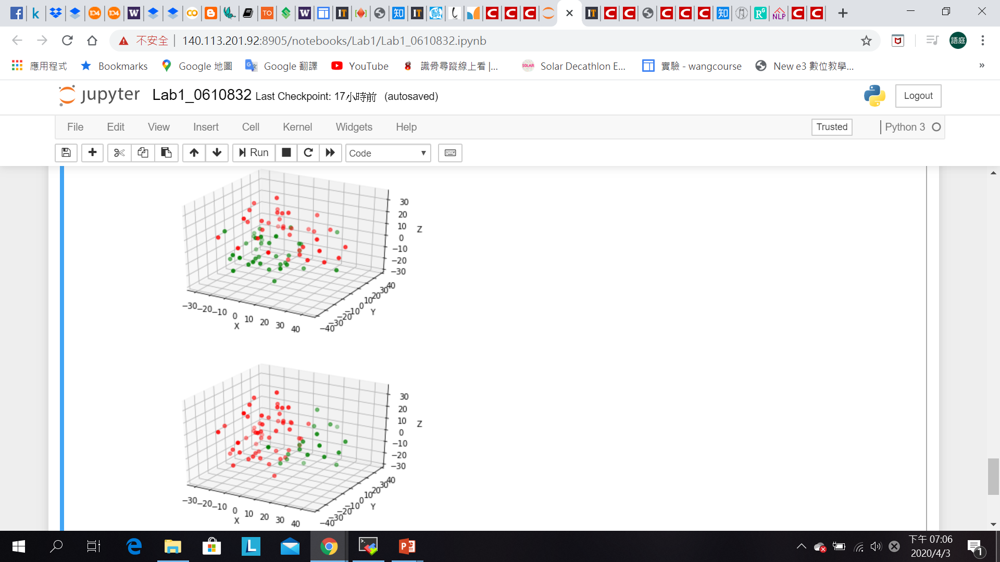 不安全 140.113.201.92:8905/notebooks/Lab1/Lab1_0610832.ipynb 語庭
應用程式 Bookmarks Google 地圖 Google 翻譯 YouTube 識骨尋蹤線上看 |... Solar Decathlon E... 實驗 - wangcourse New e3 數位教學... »
jupyter Lab1_0610832 Last Checkpoint: 17小時前 (autosaved) Logout
File Edit View Insert Cell Kernel Widgets Help Trusted Python 3
Run Code
30
20
10
0
−10
−20
−30
Z
−30 −20 −10 0 10 20 30 40
X
−40 −30 −20 −10 0 10 20 30 40
Y
30
20
10
0
−10
−20
−30
Z
−30 −20 −10 0 10 20 30 40
X
−40 −30 −20 −10 0 10 20 30 40
Y
下午 07:06
2020/4/3
1